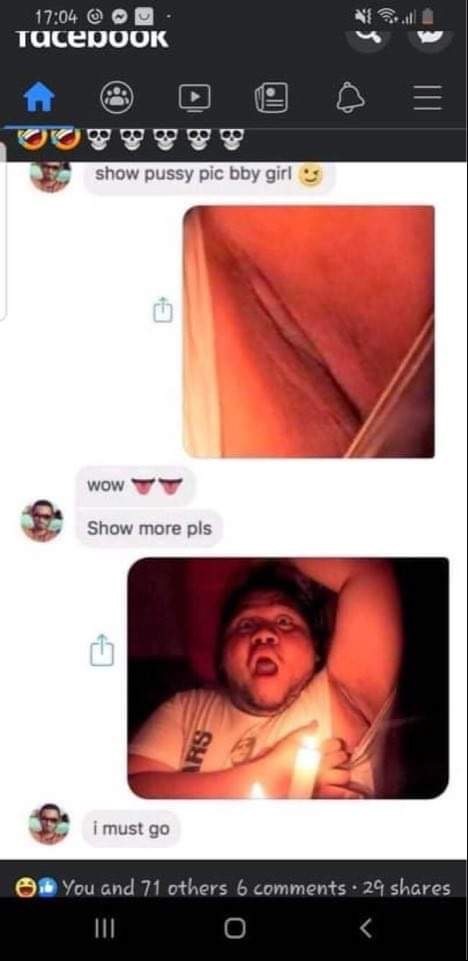 17:04
facebook
show pussy pic bby girl 😉
wow 👅👅
Show more pls
ARS
i must go
You and 71 others 6 comments · 29 shares